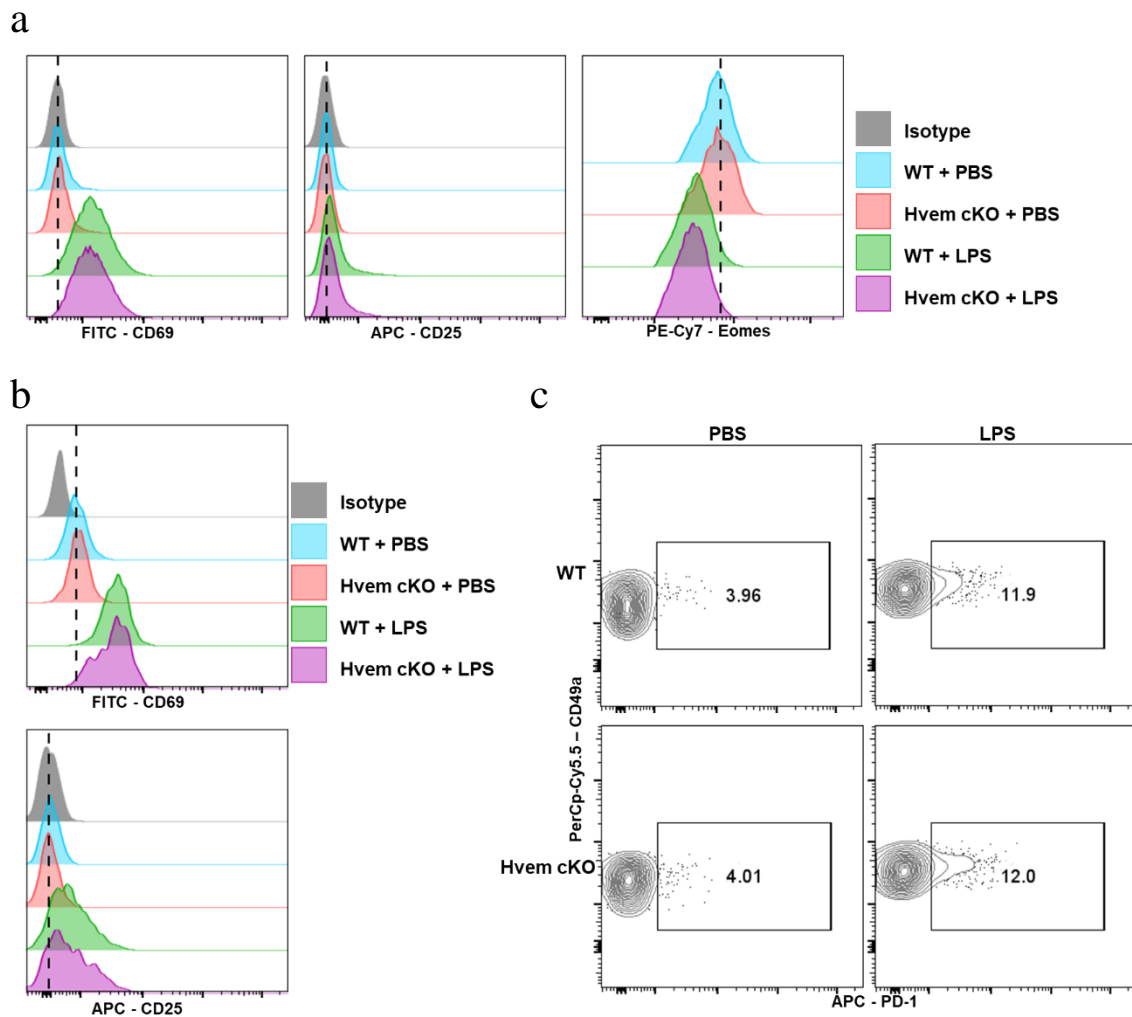 a
Isotype
WT + PBS
Hvem cKO + PBS
WT + LPS
Hvem cKO + LPS
FITC - CD69
APC - CD25
PE-Cy7 - Eomes
b
Isotype
WT + PBS
Hvem cKO + PBS
WT + LPS
Hvem cKO + LPS
FITC - CD69
APC - CD25
c
PBS
LPS
WT
3.96
11.9
PerCp-Cy5.5 – CD49a
Hvem cKO
4.01
12.0
APC - PD-1